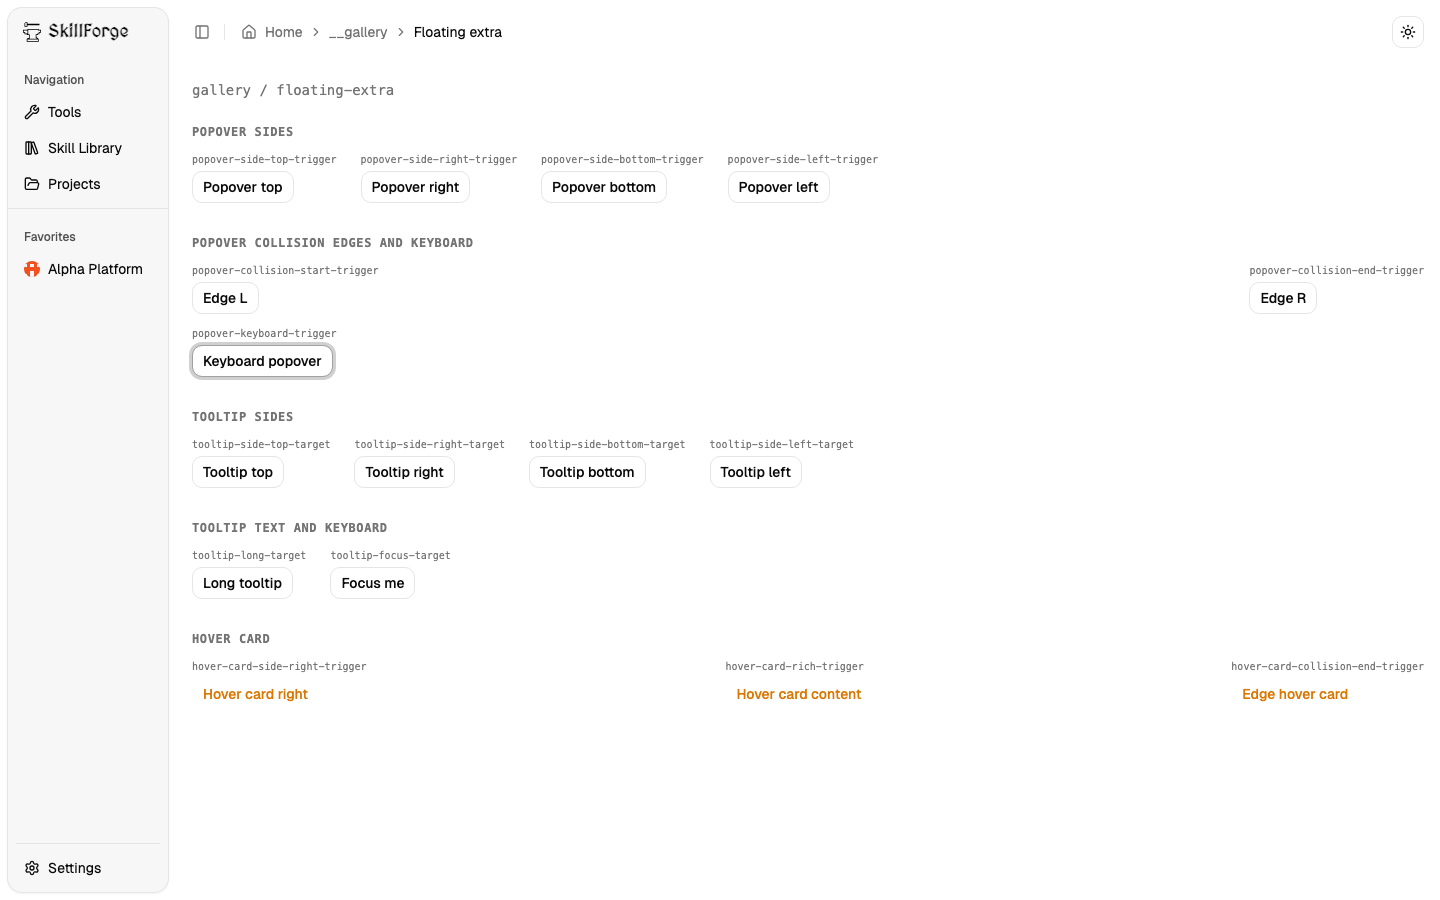 SkillForge
Home > __gallery > Floating extra
Navigation
Tools
Skill Library
Projects
Favorites
Alpha Platform
Settings
gallery / floating-extra
POPOVER SIDES
popover-side-top-trigger popover-side-right-trigger popover-side-bottom-trigger popover-side-left-trigger
Popover top Popover right Popover bottom Popover left
POPOVER COLLISION EDGES AND KEYBOARD
popover-collision-start-trigger popover-collision-end-trigger
Edge L Edge R
popover-keyboard-trigger
Keyboard popover
TOOLTIP SIDES
tooltip-side-top-target tooltip-side-right-target tooltip-side-bottom-target tooltip-side-left-target
Tooltip top Tooltip right Tooltip bottom Tooltip left
TOOLTIP TEXT AND KEYBOARD
tooltip-long-target tooltip-focus-target
Long tooltip Focus me
HOVER CARD
hover-card-side-right-trigger hover-card-rich-trigger hover-card-collision-end-trigger
Hover card right Hover card content Edge hover card